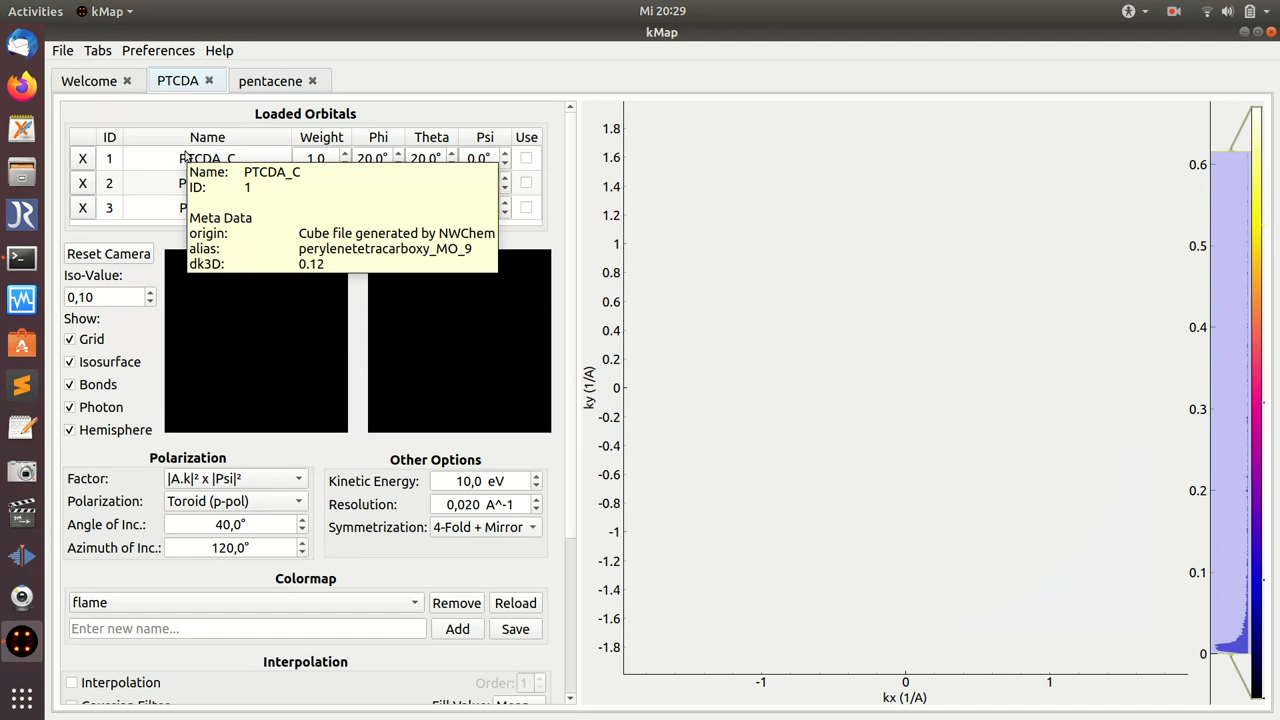 Activities
kMap
Mi 20:29
kMap
File Tabs Preferences Help
Welcome
PTCDA
pentacene
Loaded Orbitals
ID Name Weight Phi Theta Psi Use
X 1 PTCDA_C 1.0 20.0° 20.0° 0.0°
X 2
X 3
Name: PTCDA_C
ID: 1
Meta Data
origin: Cube file generated by NWChem
alias: perylenetetracarboxy_MO_9
dk3D: 0.12
Reset Camera
Iso-Value:
0,10
Show:
Grid
Isosurface
Bonds
Photon
Hemisphere
Polarization
Factor: |A.k|² x |Psi|²
Polarization: Toroid (p-pol)
Angle of Inc.: 40,0°
Azimuth of Inc.: 120,0°
Other Options
Kinetic Energy: 10,0 eV
Resolution: 0,020 A^-1
Symmetrization: 4-Fold + Mirror
Colormap
flame Remove Reload
Enter new name... Add Save
Interpolation
Interpolation Order: 1
ky (1/A)
1.8
1.6
1.4
1.2
1
0.8
0.6
0.4
0.2
0
-0.2
-0.4
-0.6
-0.8
-1
-1.2
-1.4
-1.6
-1.8
-1 0 1
kx (1/A)
0.6
0.5
0.4
0.3
0.2
0.1
0